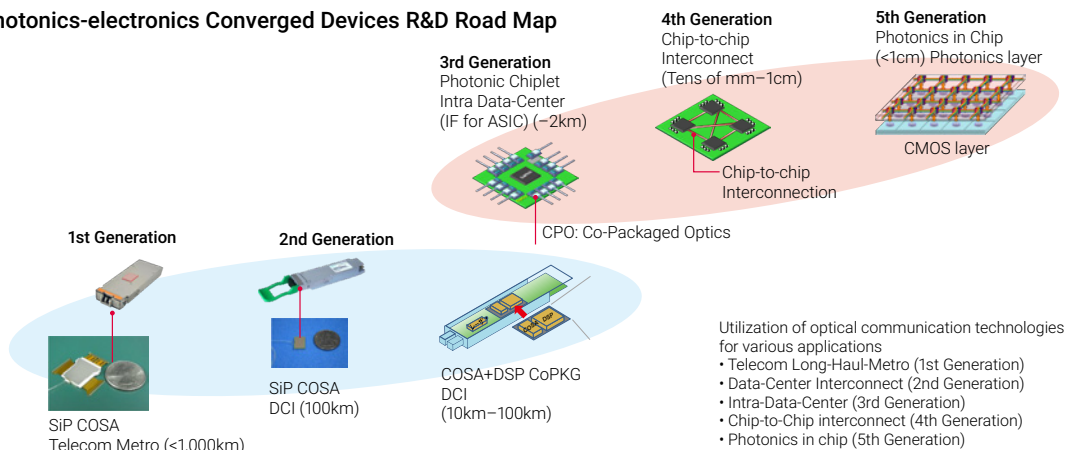 hotonics-electronics Converged Devices R&D Road Map
1st Generation
SiP COSA
Telecom Metro (<1,000km)
2nd Generation
SiP COSA
DCI (100km)
COSA+DSP CoPKG
DCI
(10km–100km)
DSP
3rd Generation
Photonic Chiplet
Intra Data-Center
(IF for ASIC) (–2km)
CPO: Co-Packaged Optics
4th Generation
Chip-to-chip
Interconnect
(Tens of mm–1cm)
Chip-to-chip
Interconnection
5th Generation
Photonics in Chip
(<1cm) Photonics layer
CMOS layer
Utilization of optical communication technologies
for various applications
• Telecom Long-Haul-Metro (1st Generation)
• Data-Center Interconnect (2nd Generation)
• Intra-Data-Center (3rd Generation)
• Chip-to-Chip interconnect (4th Generation)
• Photonics in chip (5th Generation)